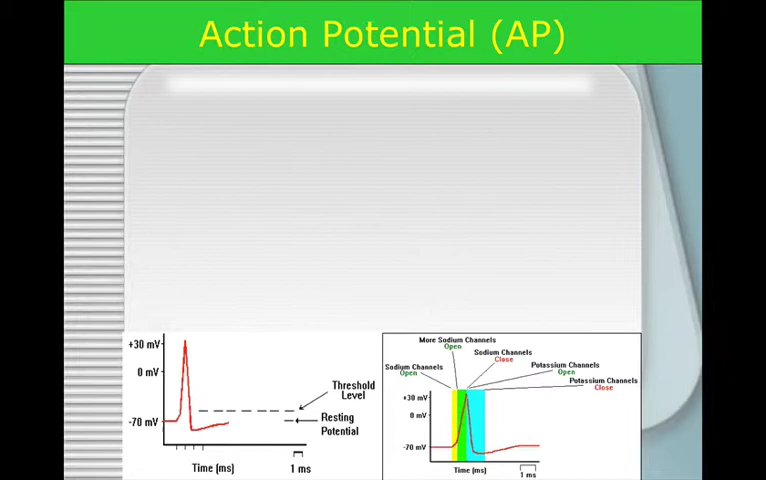 Action Potential (AP)
+30 mV
0 mV
-70 mV
Threshold
Level
Resting
Potential
Time (ms)
1 ms
More Sodium Channels
Open
Sodium Channels
Close
Sodium Channels
Open
Potassium Channels
Open
Potassium Channels
Close
+30 mV
0 mV
-70 mV
Time (ms)
1 ms